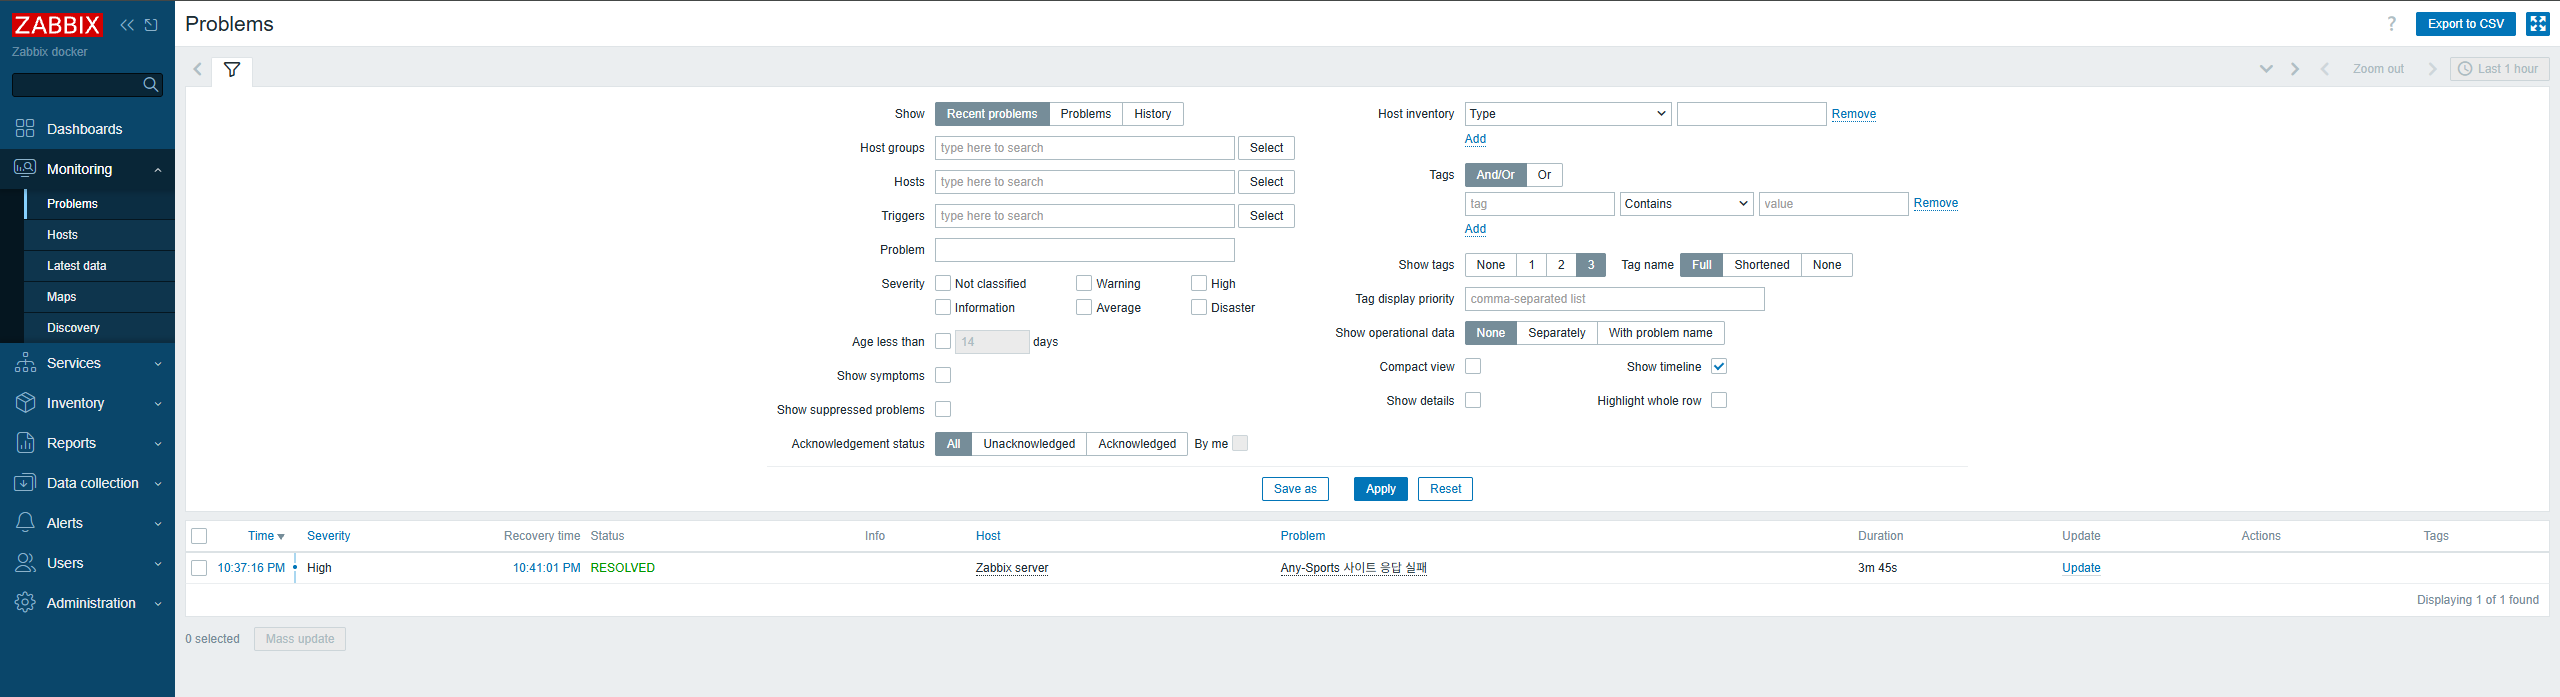 ZABBIX
Zabbix docker
Dashboards
Monitoring
Problems
Hosts
Latest data
Maps
Discovery
Services
Inventory
Reports
Data collection
Alerts
Users
Administration
Problems
? Export to CSV
Zoom out Last 1 hour
Show Recent problems Problems History
Host groups type here to search Select
Hosts type here to search Select
Triggers type here to search Select
Problem
Severity Not classified Warning High
Information Average Disaster
Age less than 14 days
Show symptoms
Show suppressed problems
Acknowledgement status All Unacknowledged Acknowledged By me
Host inventory Type Remove
Add
Tags And/Or Or
tag Contains value Remove
Add
Show tags None 1 2 3 Tag name Full Shortened None
Tag display priority comma-separated list
Show operational data None Separately With problem name
Compact view Show timeline
Show details Highlight whole row
Save as Apply Reset
Time Severity Recovery time Status Info Host Problem Duration Update Actions Tags
10:37:16 PM High 10:41:01 PM RESOLVED Zabbix server Any-Sports 사이트 응답 실패 3m 45s Update
Displaying 1 of 1 found
0 selected Mass update